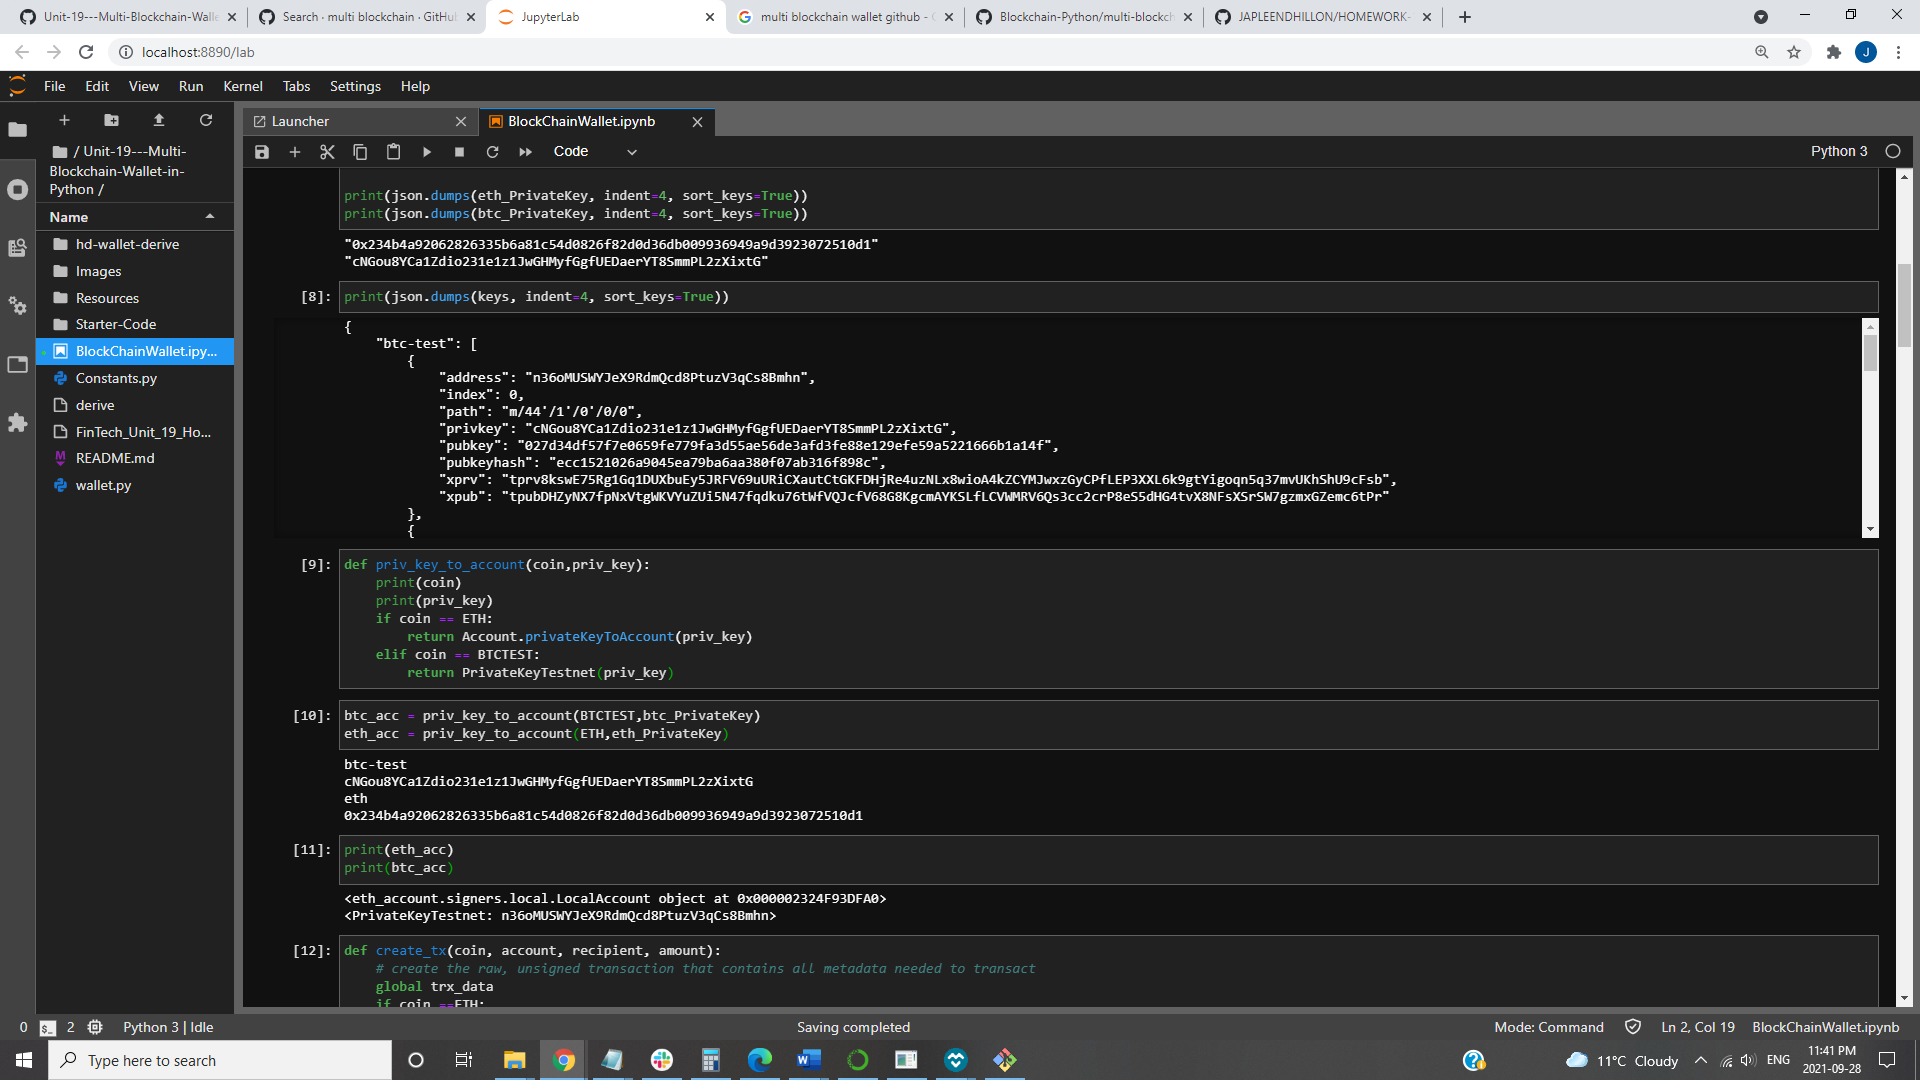 Unit-19---Multi-Blockchain-Walle
Search · multi blockchain · GitHub
JupyterLab
multi blockchain wallet github - G
Blockchain-Python/multi-blockch
JAPLEENDHILLON/HOMEWORK-
localhost:8890/lab
J
File Edit View Run Kernel Tabs Settings Help
Launcher
BlockChainWallet.ipynb
/ Unit-19---Multi-
Blockchain-Wallet-in-
Python /
Code
Python 3
Name
hd-wallet-derive
Images
Resources
Starter-Code
BlockChainWallet.ipy...
Constants.py
derive
FinTech_Unit_19_Ho...
README.md
wallet.py
print(json.dumps(eth_PrivateKey, indent=4, sort_keys=True))
print(json.dumps(btc_PrivateKey, indent=4, sort_keys=True))
"0x234b4a92062826335b6a81c54d0826f82d0d36db009936949a9d3923072510d1"
"cNGou8YCa1Zdio231e1z1JwGHMyfGgfUEDaerYT8SmmPL2zXixtG"
[8]: print(json.dumps(keys, indent=4, sort_keys=True))
{
"btc-test": [
{
"address": "n36oMUSWYJeX9RdmQcd8PtuzV3qCs8Bmhn",
"index": 0,
"path": "m/44'/1'/0'/0/0",
"privkey": "cNGou8YCa1Zdio231e1z1JwGHMyfGgfUEDaerYT8SmmPL2zXixtG",
"pubkey": "027d34df57f7e0659fe779fa3d55ae56de3afd3fe88e129efe59a5221666b1a14f",
"pubkeyhash": "ecc1521026a9045ea79ba6aa380f07ab316f898c",
"xprv": "tprv8kswE75Rg1Gq1DUXbuEy5JRFV69uURiCXautCtGKFDHjRe4uzNLx8wioA4kZCYMJwxzGyCPfLEP3XXL6k9gtYigoqn5q37mvUKhShU9cFsb",
"xpub": "tpubDHZyNX7fpNxVtgWKVYuZUi5N47fqdku76tWfVQJcfV68G8KgcmAYKSLfLCVWMRV6Qs3cc2crP8eS5dHG4tvX8NFsXSrSW7gzmxGZemc6tPr"
},
{
[9]: def priv_key_to_account(coin,priv_key):
print(coin)
print(priv_key)
if coin == ETH:
return Account.privateKeyToAccount(priv_key)
elif coin == BTCTEST:
return PrivateKeyTestnet(priv_key)
[10]: btc_acc = priv_key_to_account(BTCTEST,btc_PrivateKey)
eth_acc = priv_key_to_account(ETH,eth_PrivateKey)
btc-test
cNGou8YCa1Zdio231e1z1JwGHMyfGgfUEDaerYT8SmmPL2zXixtG
eth
0x234b4a92062826335b6a81c54d0826f82d0d36db009936949a9d3923072510d1
[11]: print(eth_acc)
print(btc_acc)
<eth_account.signers.local.LocalAccount object at 0x000002324F93DFA0>
<PrivateKeyTestnet: n36oMUSWYJeX9RdmQcd8PtuzV3qCs8Bmhn>
[12]: def create_tx(coin, account, recipient, amount):
# create the raw, unsigned transaction that contains all metadata needed to transact
global trx_data
if coin ==ETH:
0 $_ 2 Python 3 | Idle
Saving completed
Mode: Command
Ln 2, Col 19
BlockChainWallet.ipynb
Type here to search
11°C Cloudy
ENG
11:41 PM
2021-09-28